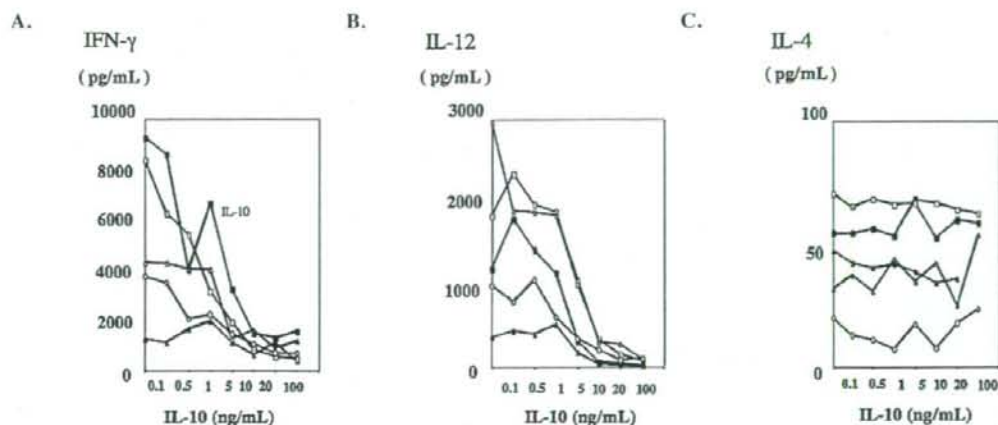 A.
IFN-γ
(pg/mL)
10000
8000
6000
4000
2000
0
IL-10
0.1 0.5 1 5 10 20 100
IL-10 (ng/mL)
B.
IL-12
(pg/mL)
3000
2000
1000
0
0.1 0.5 1 5 10 20 100
IL-10 (ng/mL)
C.
IL-4
(pg/mL)
100
50
0
0.1 0.5 1 5 10 20 100
IL-10 (ng/mL)